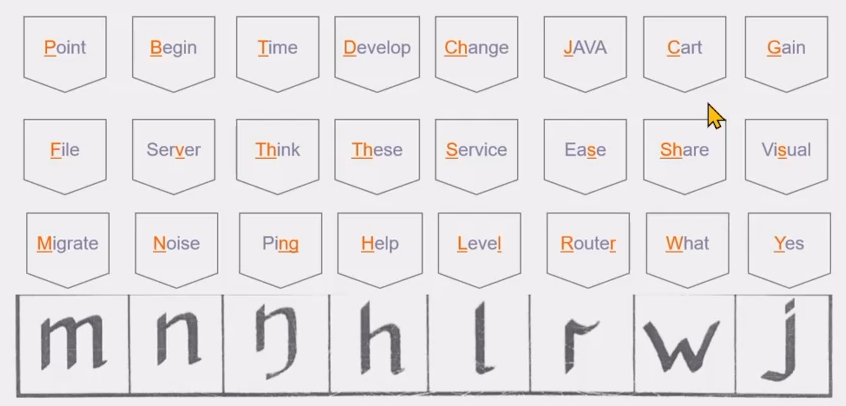 Point Begin Time Develop Change JAVA Cart Gain
File Server Think These Service Ease Share Visual
Migrate Noise Ping Help Level Router What Yes
m n ŋ h l r w j